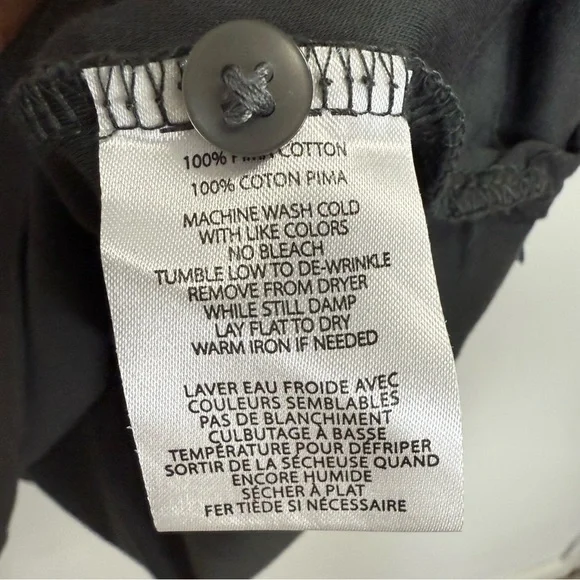 100% PIMA COTTON
100% COTON PIMA
MACHINE WASH COLD
WITH LIKE COLORS
NO BLEACH
TUMBLE LOW TO DE-WRINKLE
REMOVE FROM DRYER
WHILE STILL DAMP
LAY FLAT TO DRY
WARM IRON IF NEEDED
LAVER EAU FROIDE AVEC
COULEURS SEMBLABLES
PAS DE BLANCHIMENT
CULBUTAGE À BASSE
TEMPÉRATURE POUR DÉFRIPER
SORTIR DE LA SÉCHEUSE QUAND
ENCORE HUMIDE
SÉCHER À PLAT
FER TIÈDE SI NÉCESSAIRE